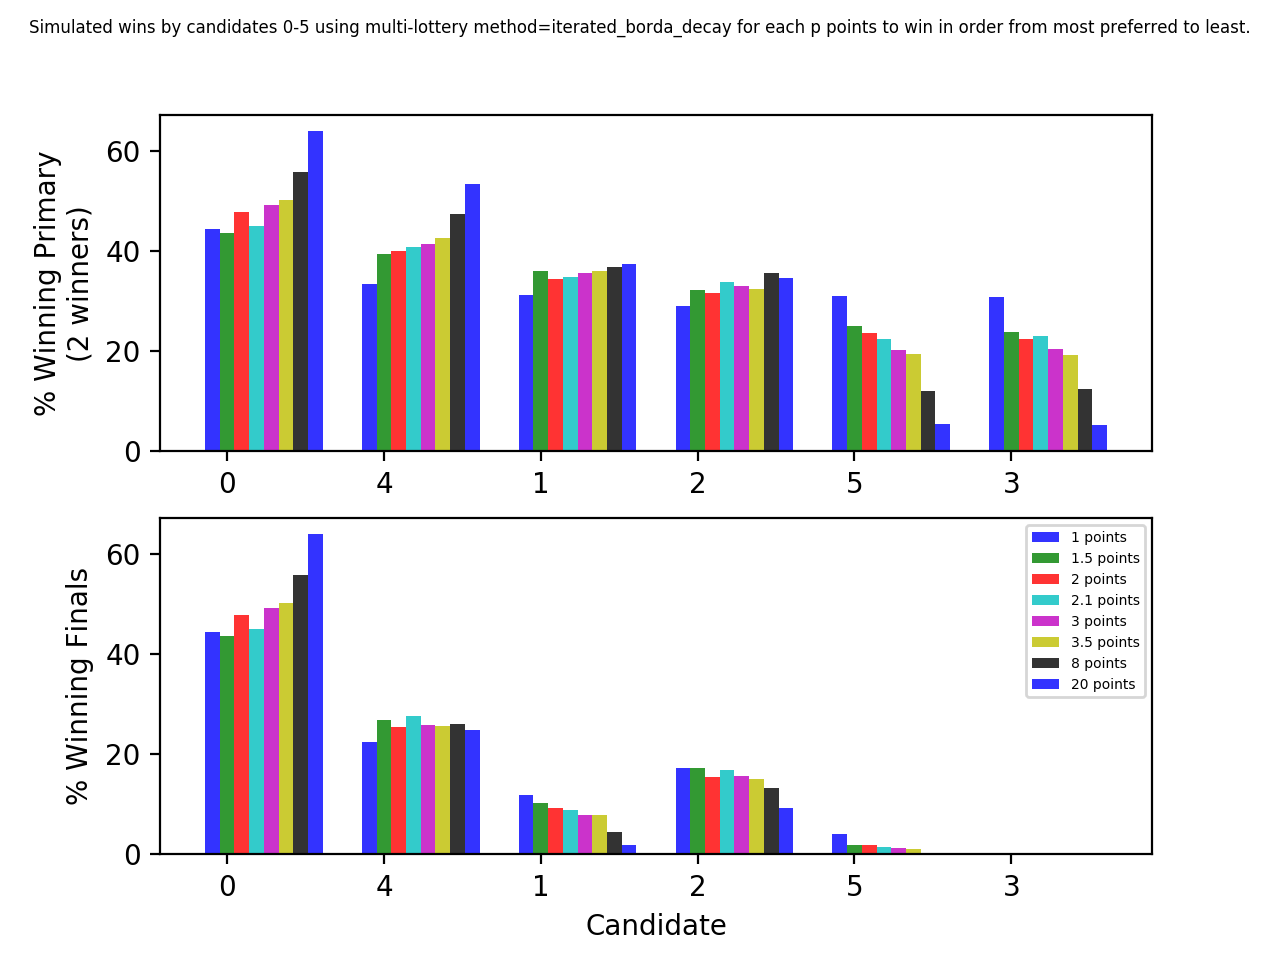 Simulated wins by candidates 0-5 using multi-lottery method=iterated_borda_decay for each p points to win in order from most preferred to least.
% Winning Primary
(2 winners)
60
40
20
0
0 4 1 2 5 3
% Winning Finals
60
40
20
0
1 points
1.5 points
2 points
2.1 points
3 points
3.5 points
8 points
20 points
0 4 1 2 5 3
Candidate